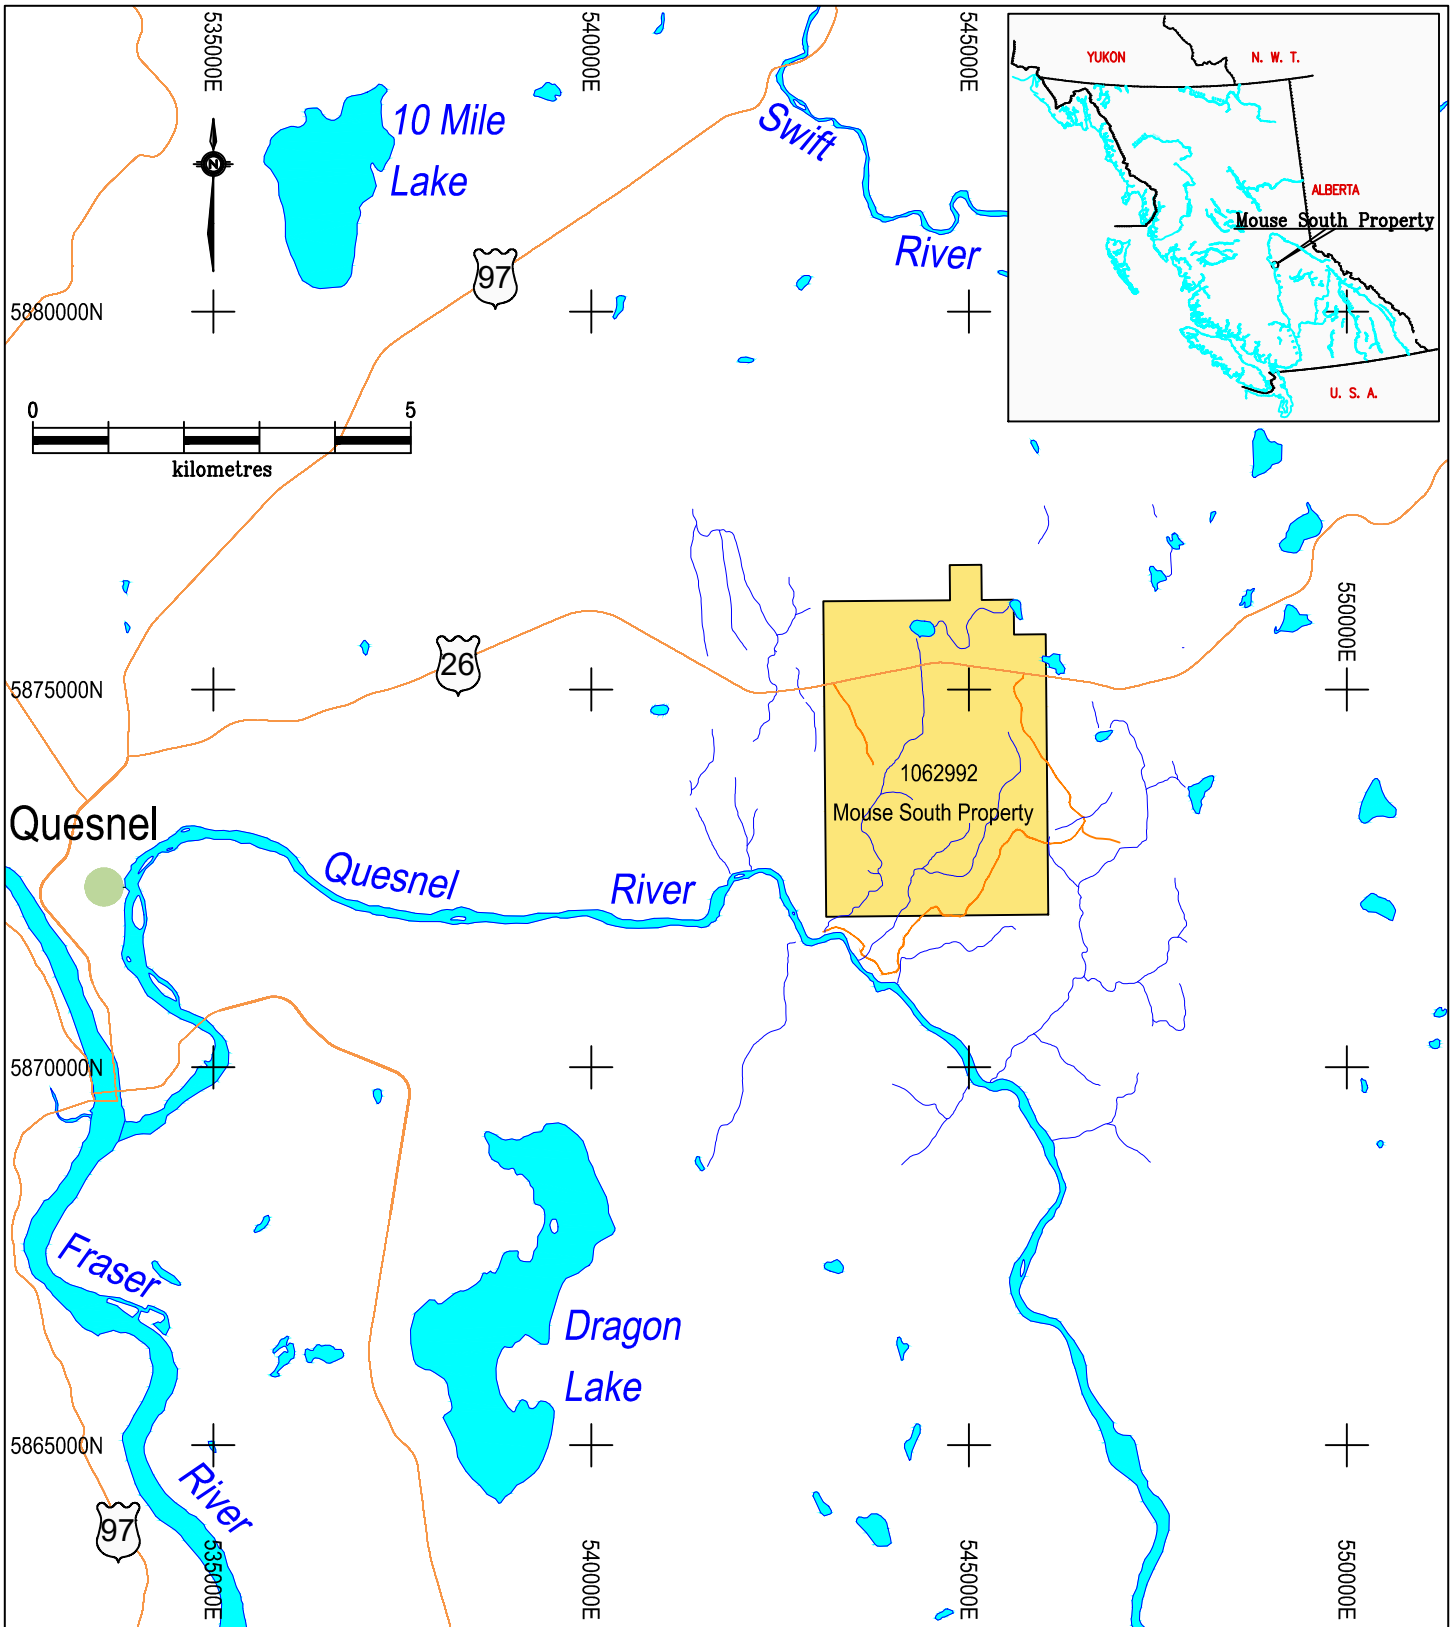 535000E
540000E
545000E
YUKON
N. W. T.
ALBERTA
Mouse South Property
U. S. A.
10 Mile
Lake
Swift
River
N
97
5880000N
0
5
kilometres
550000E
26
5875000N
1062992
Mouse South Property
Quesnel
Quesnel
River
5870000N
Fraser
River
Dragon
Lake
5865000N
97
535000E
540000E
545000E
550000E